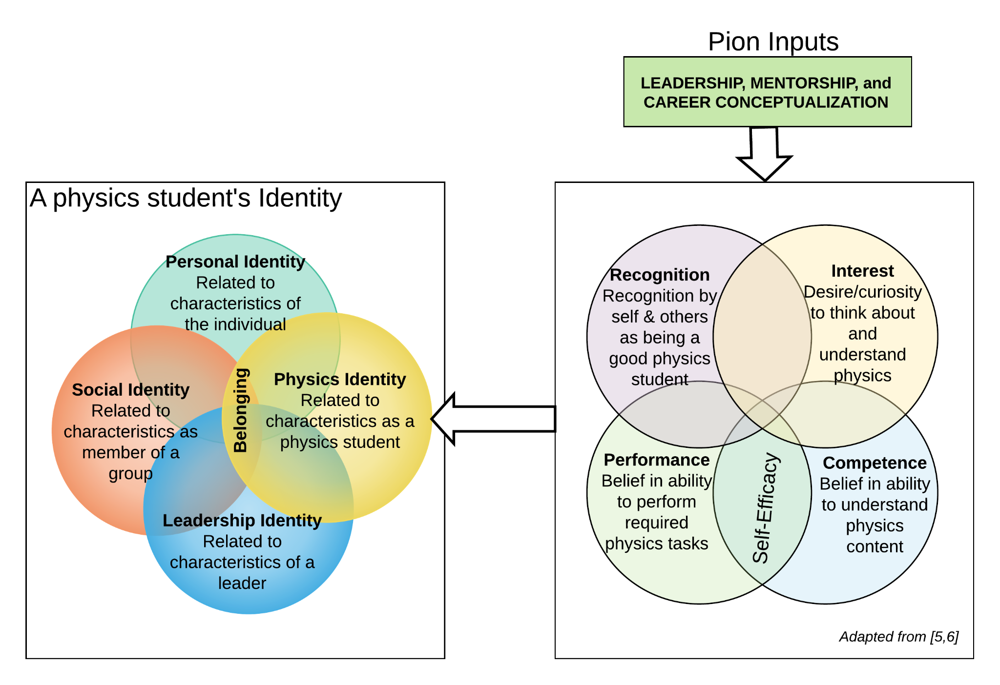 Pion Inputs
LEADERSHIP, MENTORSHIP, and
CAREER CONCEPTUALIZATION
A physics student's Identity
Personal Identity
Related to
characteristics of
the individual
Social Identity
Related to
characteristics as
member of a
group
Belonging
Physics Identity
Related to
characteristics as a
physics student
Leadership Identity
Related to
characteristics of a
leader
Recognition
Recognition by
self & others
as being a
good physics
student
Interest
Desire/curiosity
to think about
and
understand
physics
Performance
Belief in ability
to perform
required
physics tasks
Self-Efficacy
Competence
Belief in ability
to understand
physics
content
Adapted from [5,6]